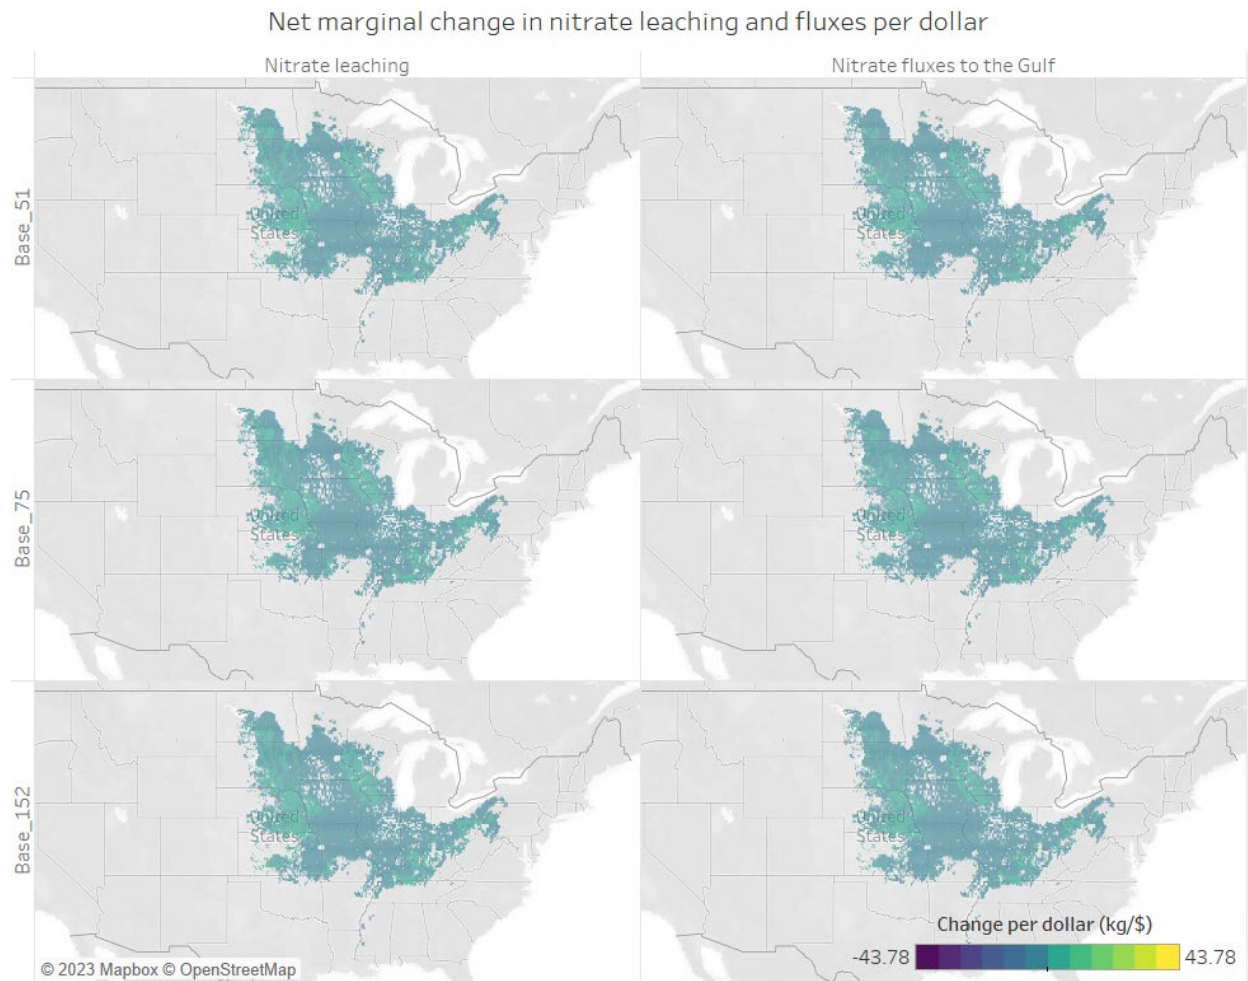 Net marginal change in nitrate leaching and fluxes per dollar
Nitrate leaching
Nitrate fluxes to the Gulf
Base_51
United
States
United
States
Base_75
United
States
United
States
Base_152
United
States
United
States
Change per dollar (kg/$)
-43.78
43.78
© 2023 Mapbox © OpenStreetMap